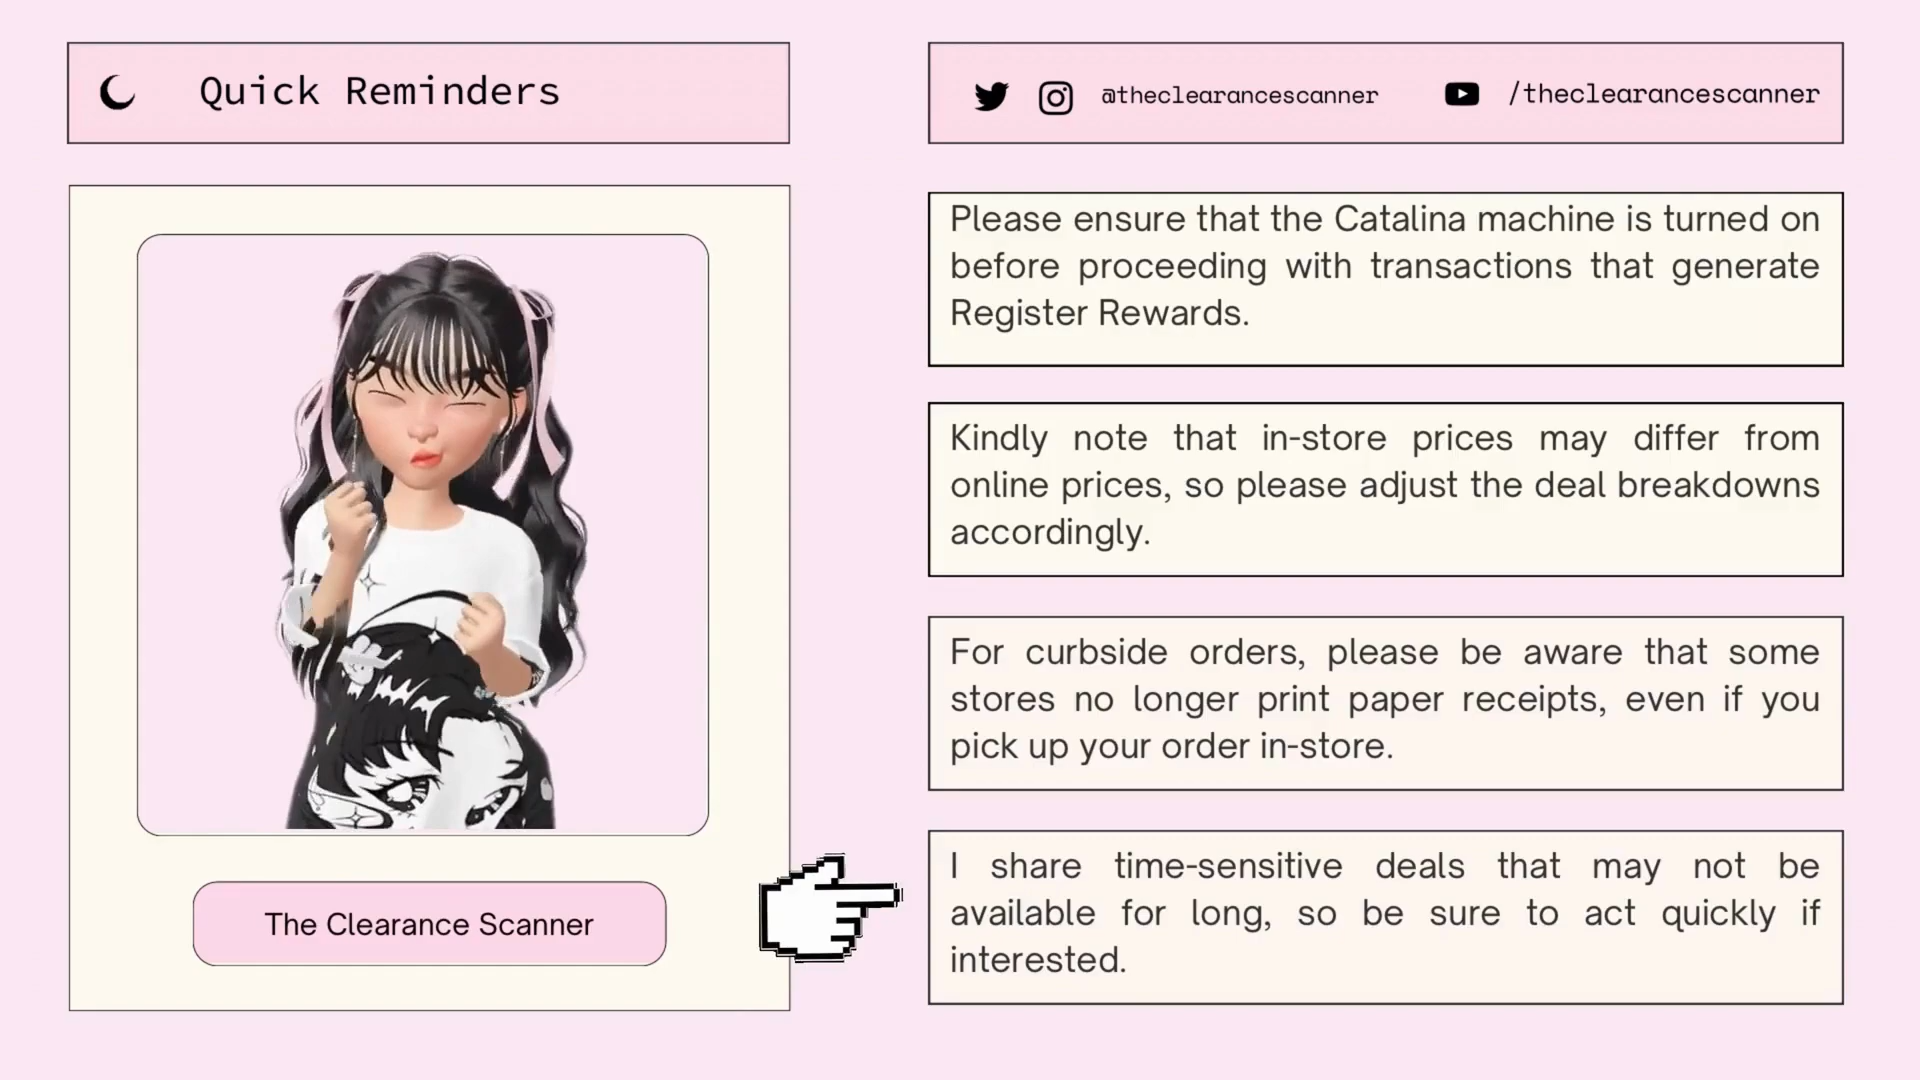 Quick Reminders
@theclearancescanner
/theclearancescanner
Please ensure that the Catalina machine is turned on
before proceeding with transactions that generate
Register Rewards.
Kindly note that in-store prices may differ from
online prices, so please adjust the deal breakdowns
accordingly.
For curbside orders, please be aware that some
stores no longer print paper receipts, even if you
pick up your order in-store.
I share time-sensitive deals that may not be
available for long, so be sure to act quickly if
interested.
The Clearance Scanner